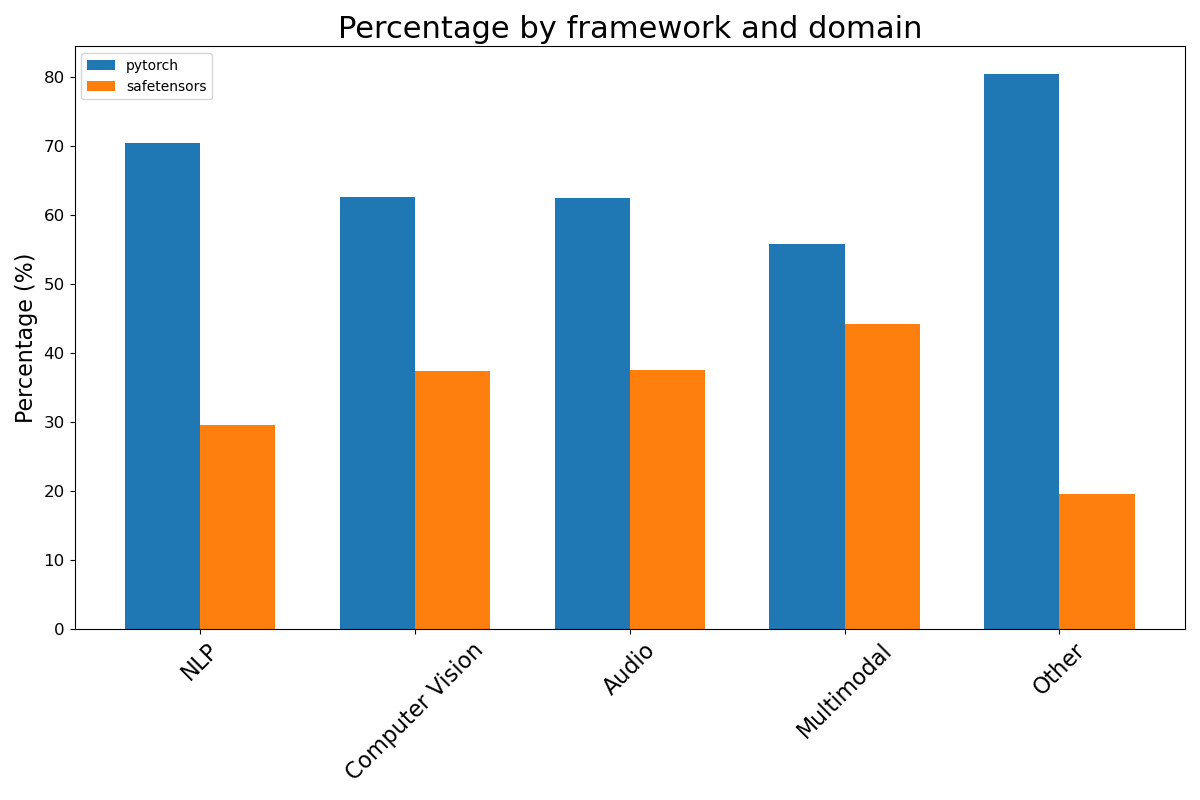 Percentage by framework and domain
pytorch
safetensors
Percentage (%)
80
70
60
50
40
30
20
10
0
NLP
Computer Vision
Audio
Multimodal
Other